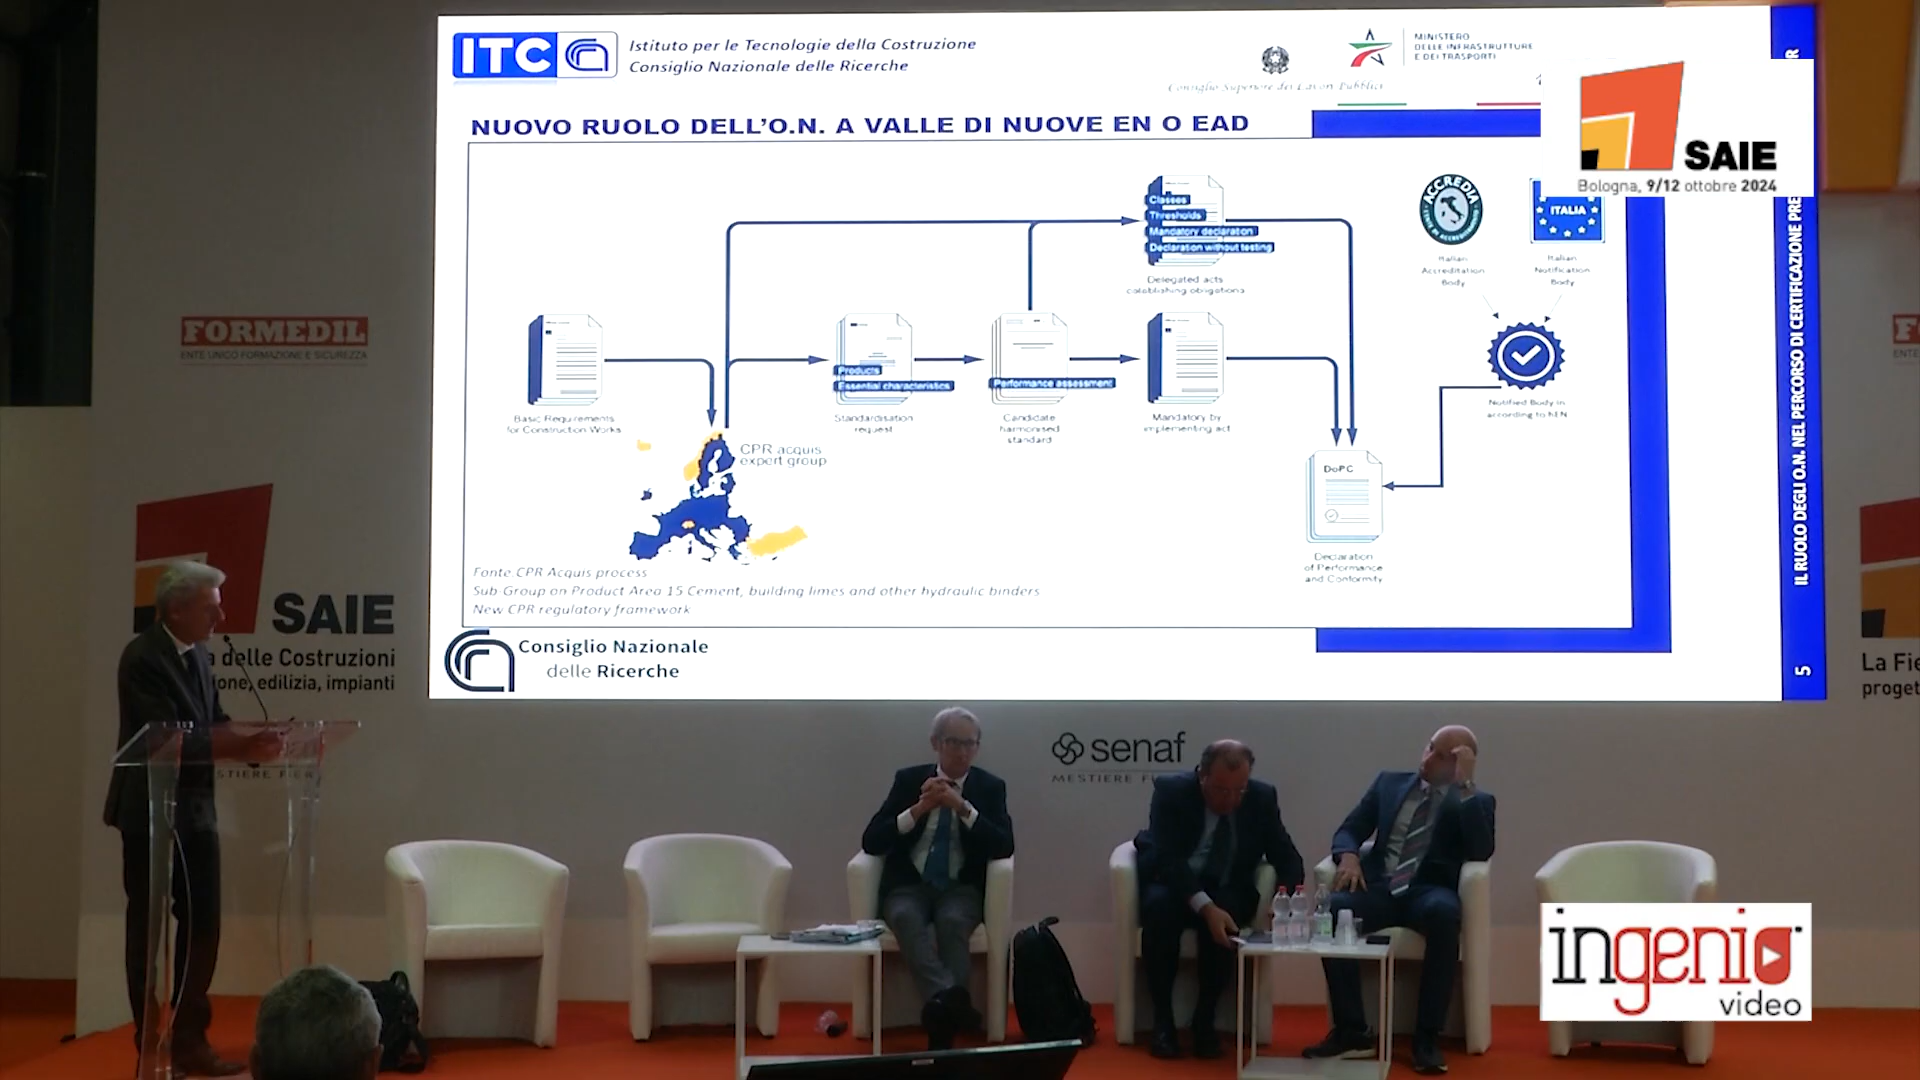 ITC
Istituto per le Tecnologie della Costruzione
Consiglio Nazionale delle Ricerche
Consiglio Superiore dei Lavori Pubblici
MINISTERO
DELLE INFRASTRUTTURE
E DEI TRASPORTI
NUOVO RUOLO DELL'O.N. A VALLE DI NUOVE EN O EAD
SAIE
Bologna, 9/12 ottobre 2024
Classes
Thresholds
Mandatory declaration
Declaration without testing
Delegated acts
establishing obligations
ACCREDIA
ITALIA
Italian
Accreditation
Body
Italian
Notification
Body
Basic Requirements
for Construction Works
Products
Essential characteristics
Standardisation
request
Performance assessment
Candidate
harmonised
standard
Mandatory by
implementing act
Notified Body in
according to hEN
CPR acquis
expert group
DoPC
Declaration
of Performance
and Conformity
Fonte: CPR Acquis process
Sub-Group on Product Area 15 Cement, building limes and other hydraulic binders
New CPR regulatory framework
Consiglio Nazionale
delle Ricerche
IL RUOLO DEGLI O.N. NEL PERCORSO DI CERTIFICAZIONE PRE
R
5
FORMEDIL
ENTE UNICO FORMAZIONE E SICUREZZA
F
ENTE
SAIE
a delle Costruzioni
ione, edilizia, impianti
La Fie
proget
senaf
MESTIERE FI
STIERE FIER
ingenio
video